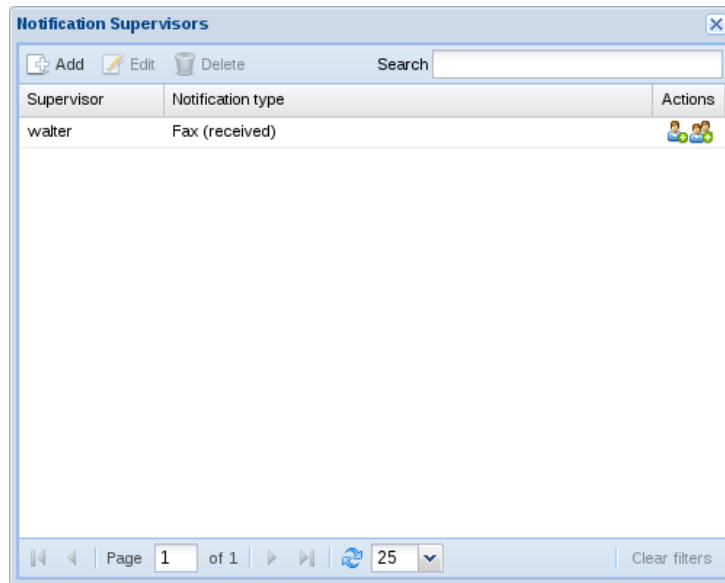 Notification Supervisors
Add Edit Delete Search
Supervisor Notification type Actions
walter Fax (received)
Page 1 of 1 25 Clear filters